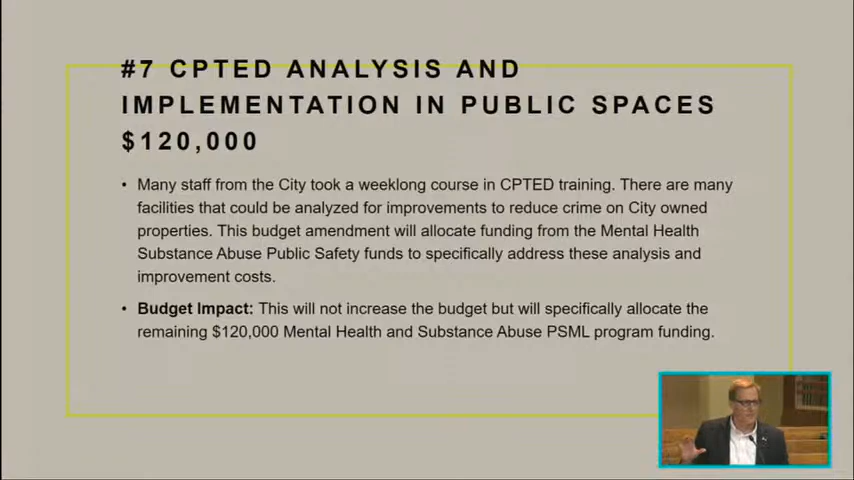 #7 CPTED ANALYSIS AND
IMPLEMENTATION IN PUBLIC SPACES
$120,000
• Many staff from the City took a weeklong course in CPTED training. There are many
facilities that could be analyzed for improvements to reduce crime on City owned
properties. This budget amendment will allocate funding from the Mental Health
Substance Abuse Public Safety funds to specifically address these analysis and
improvement costs.
• Budget Impact: This will not increase the budget but will specifically allocate the
remaining $120,000 Mental Health and Substance Abuse PSML program funding.